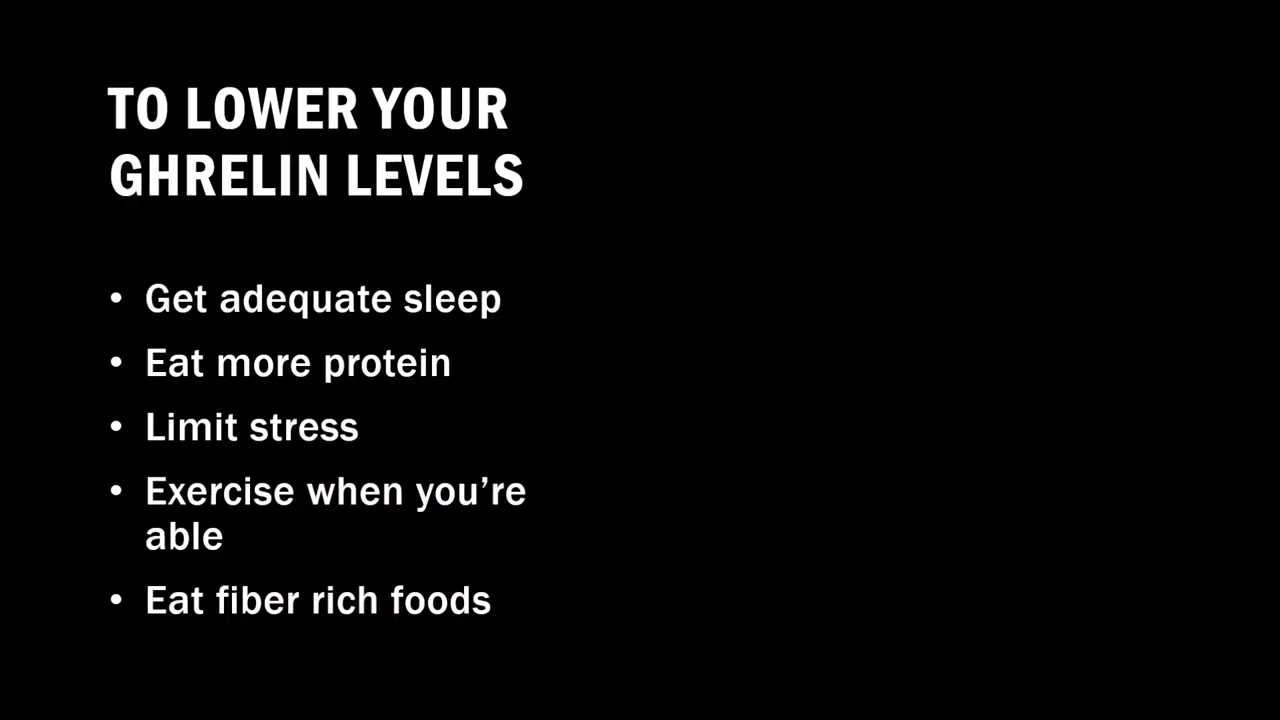 TO LOWER YOUR
GHRELIN LEVELS
• Get adequate sleep
• Eat more protein
• Limit stress
• Exercise when you’re
able
• Eat fiber rich foods